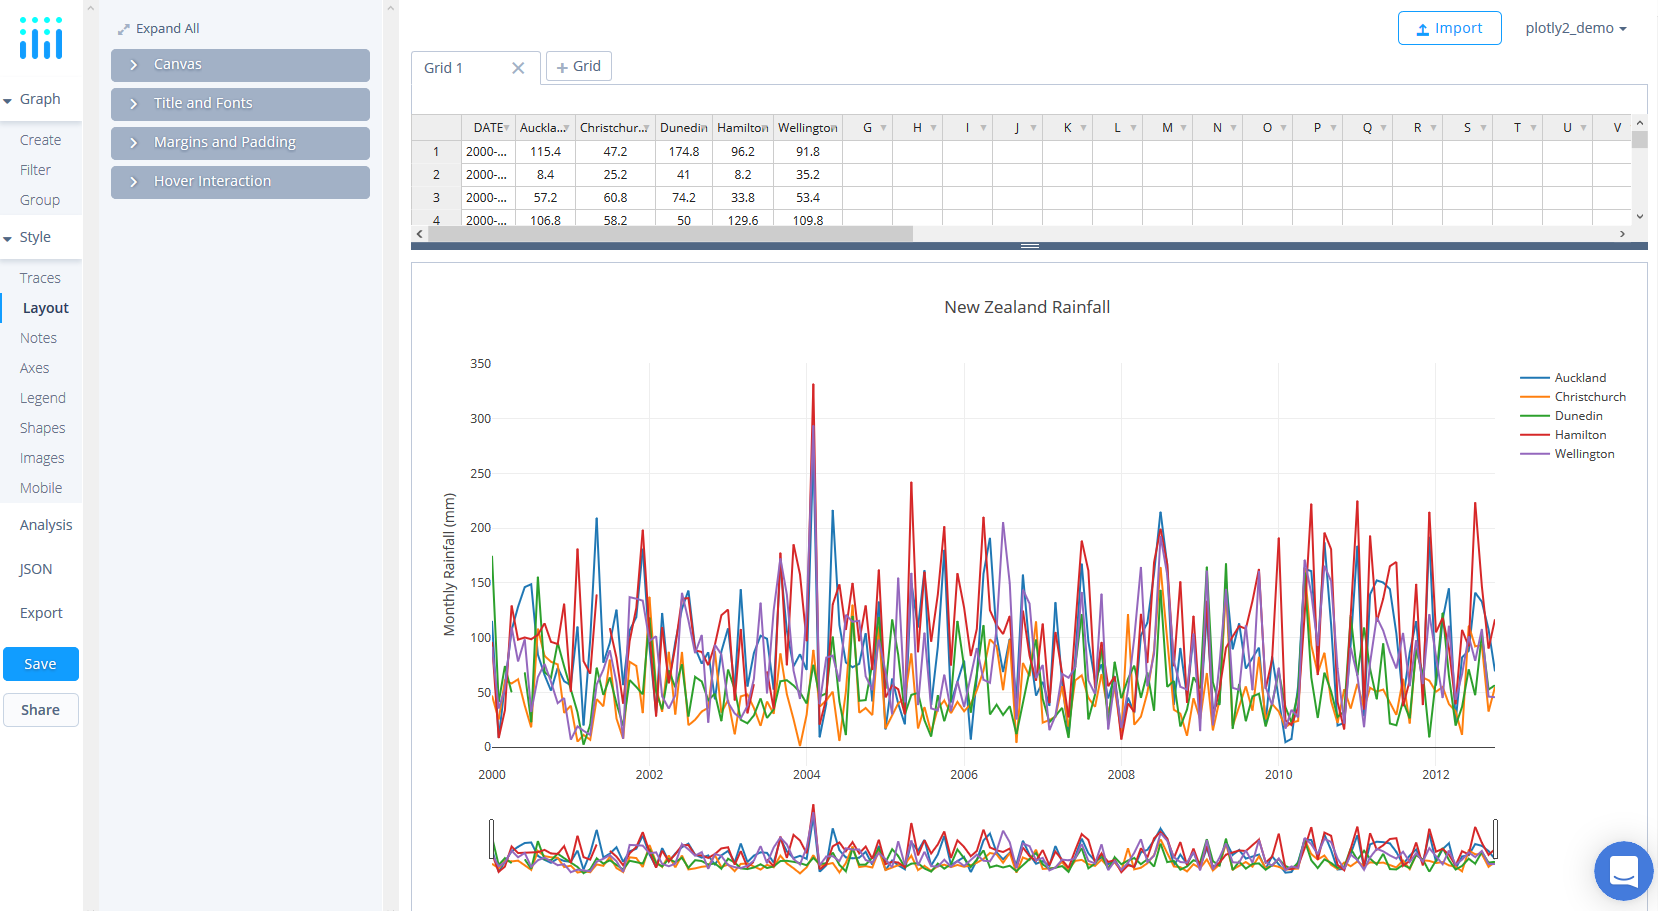 Expand All
Canvas
Title and Fonts
Margins and Padding
Hover Interaction
Graph
Create
Filter
Group
Style
Traces
Layout
Notes
Axes
Legend
Shapes
Images
Mobile
Analysis
JSON
Export
Save
Share
Import
plotly2_demo
Grid 1
+ Grid
DATE Auckla... Christchur... Dunedin Hamilton Wellington G H I J K L M N O P Q R S T U V
1 2000-... 115.4 47.2 174.8 96.2 91.8
2 2000-... 8.4 25.2 41 8.2 35.2
3 2000-... 57.2 60.8 74.2 33.8 53.4
4 2000-... 106.8 58.2 50 129.6 109.8
New Zealand Rainfall
Monthly Rainfall (mm)
350
300
250
200
150
100
50
0
2000 2002 2004 2006 2008 2010 2012
Auckland
Christchurch
Dunedin
Hamilton
Wellington